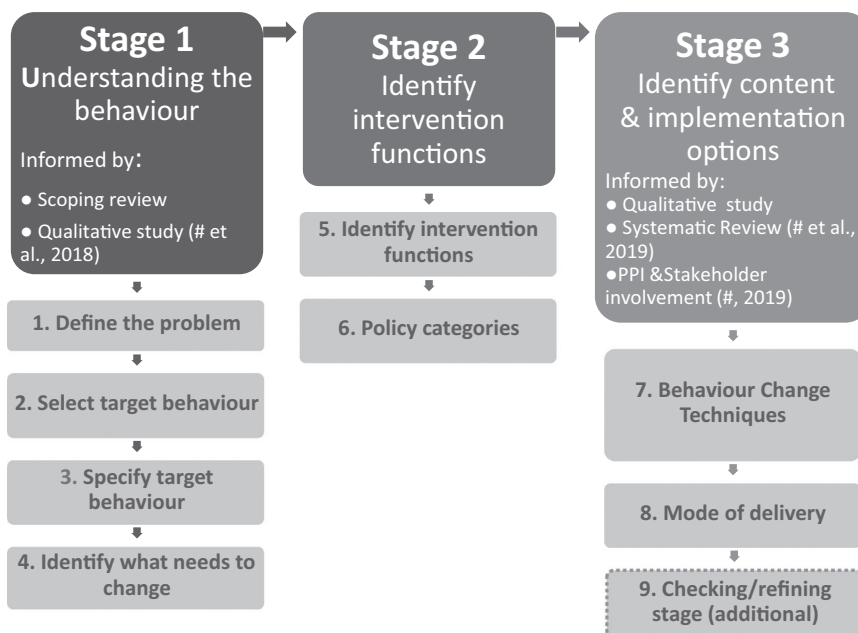 Stage 1
Understanding the
behaviour
Informed by:
● Scoping review
● Qualitative study (# et
al., 2018)
1. Define the problem
2. Select target behaviour
3. Specify target
behaviour
4. Identify what needs to
change
Stage 2
Identify
intervention
functions
5. Identify intervention
functions
6. Policy categories
Stage 3
Identify content
& implementation
options
Informed by:
● Qualitative study
● Systematic Review (# et al.,
2019)
●PPI &Stakeholder
involvement (#, 2019)
7. Behaviour Change
Techniques
8. Mode of delivery
9. Checking/refining
stage (additional)